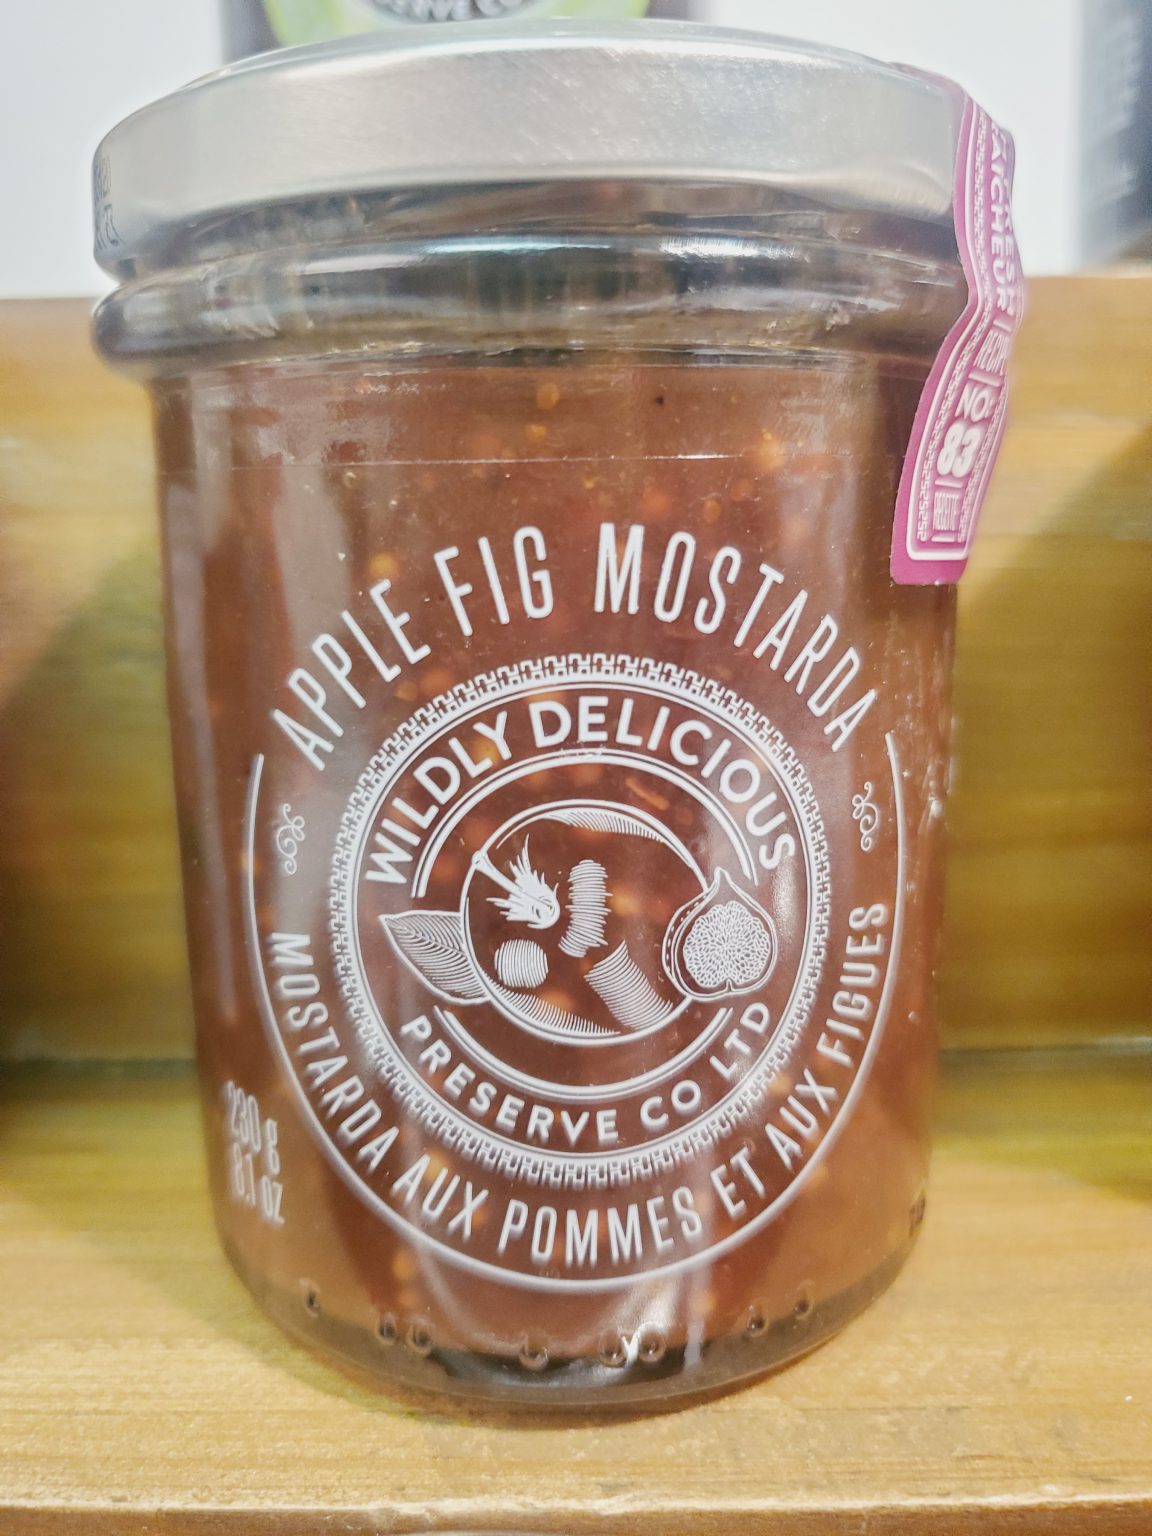 APPLE FIG MOSTARDA
WILDLY DELICIOUS
PRESERVE CO LTD
MOSTARDA AUX POMMES ET AUX FIGUES
230 g
8.1 OZ
NO.
83